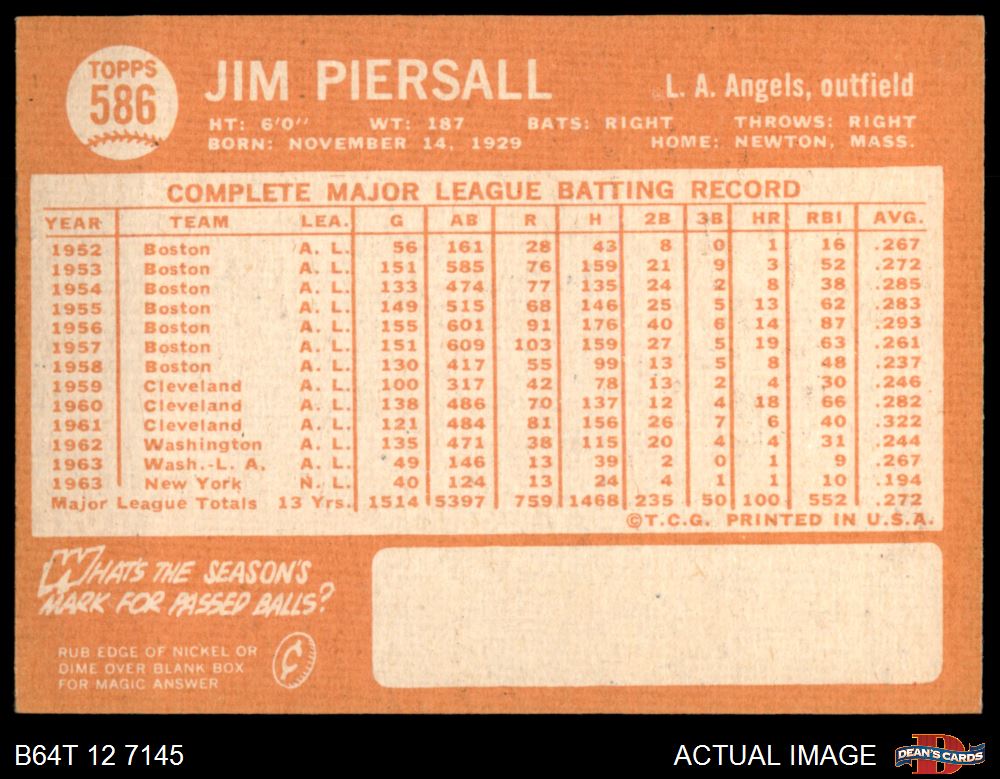 TOPPS
586
JIM PIERSALL
L. A. Angels, outfield
HT: 6'0" WT: 187 BATS: RIGHT THROWS: RIGHT
BORN: NOVEMBER 14, 1929 HOME: NEWTON, MASS.
COMPLETE MAJOR LEAGUE BATTING RECORD
YEAR TEAM LEA. G AB R H 2B 3B HR RBI AVG.
1952 Boston A. L. 56 161 28 43 8 0 1 16 .267
1953 Boston A. L. 151 585 76 159 21 9 3 52 .272
1954 Boston A. L. 133 474 77 135 24 2 8 38 .285
1955 Boston A. L. 149 515 68 146 25 5 13 62 .283
1956 Boston A. L. 155 601 91 176 40 6 14 87 .293
1957 Boston A. L. 151 609 103 159 27 5 19 63 .261
1958 Boston A. L. 130 417 55 99 13 5 8 48 .237
1959 Cleveland A. L. 100 317 42 78 13 2 4 30 .246
1960 Cleveland A. L. 138 486 70 137 12 4 18 66 .282
1961 Cleveland A. L. 121 484 81 156 26 7 6 40 .322
1962 Washington A. L. 135 471 38 115 20 4 4 31 .244
1963 Wash.-L. A. A. L. 49 146 13 39 2 0 1 9 .267
1963 New York N. L. 40 124 13 24 4 1 1 10 .194
Major League Totals 13 Yrs. 1514 5397 759 1468 235 50 100 552 .272
©T.C.G. PRINTED IN U.S.A.
WHAT'S THE SEASON'S
MARK FOR PASSED BALLS?
RUB EDGE OF NICKEL OR
DIME OVER BLANK BOX
FOR MAGIC ANSWER
¢
B64T 12 7145
ACTUAL IMAGE
D
DEAN'S CARDS